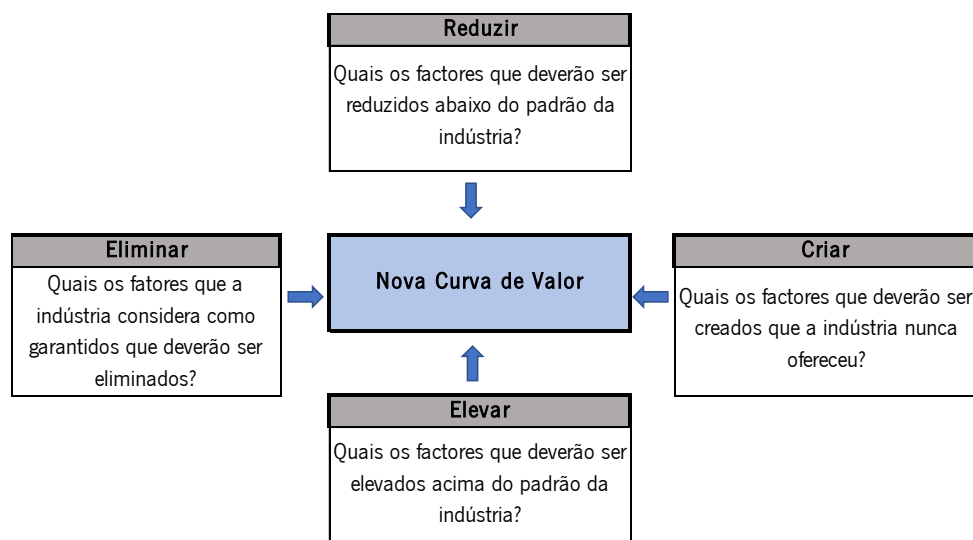 Reduzir
Quais os factores que deverão ser
reduzidos abaixo do padrão da
indústria?
Eliminar
Quais os fatores que a
indústria considera como
garantidos que deverão ser
eliminados?
Nova Curva de Valor
Criar
Quais os factores que deverão ser
creados que a indústria nunca
ofereceu?
Elevar
Quais os factores que deverão ser
elevados acima do padrão da
indústria?